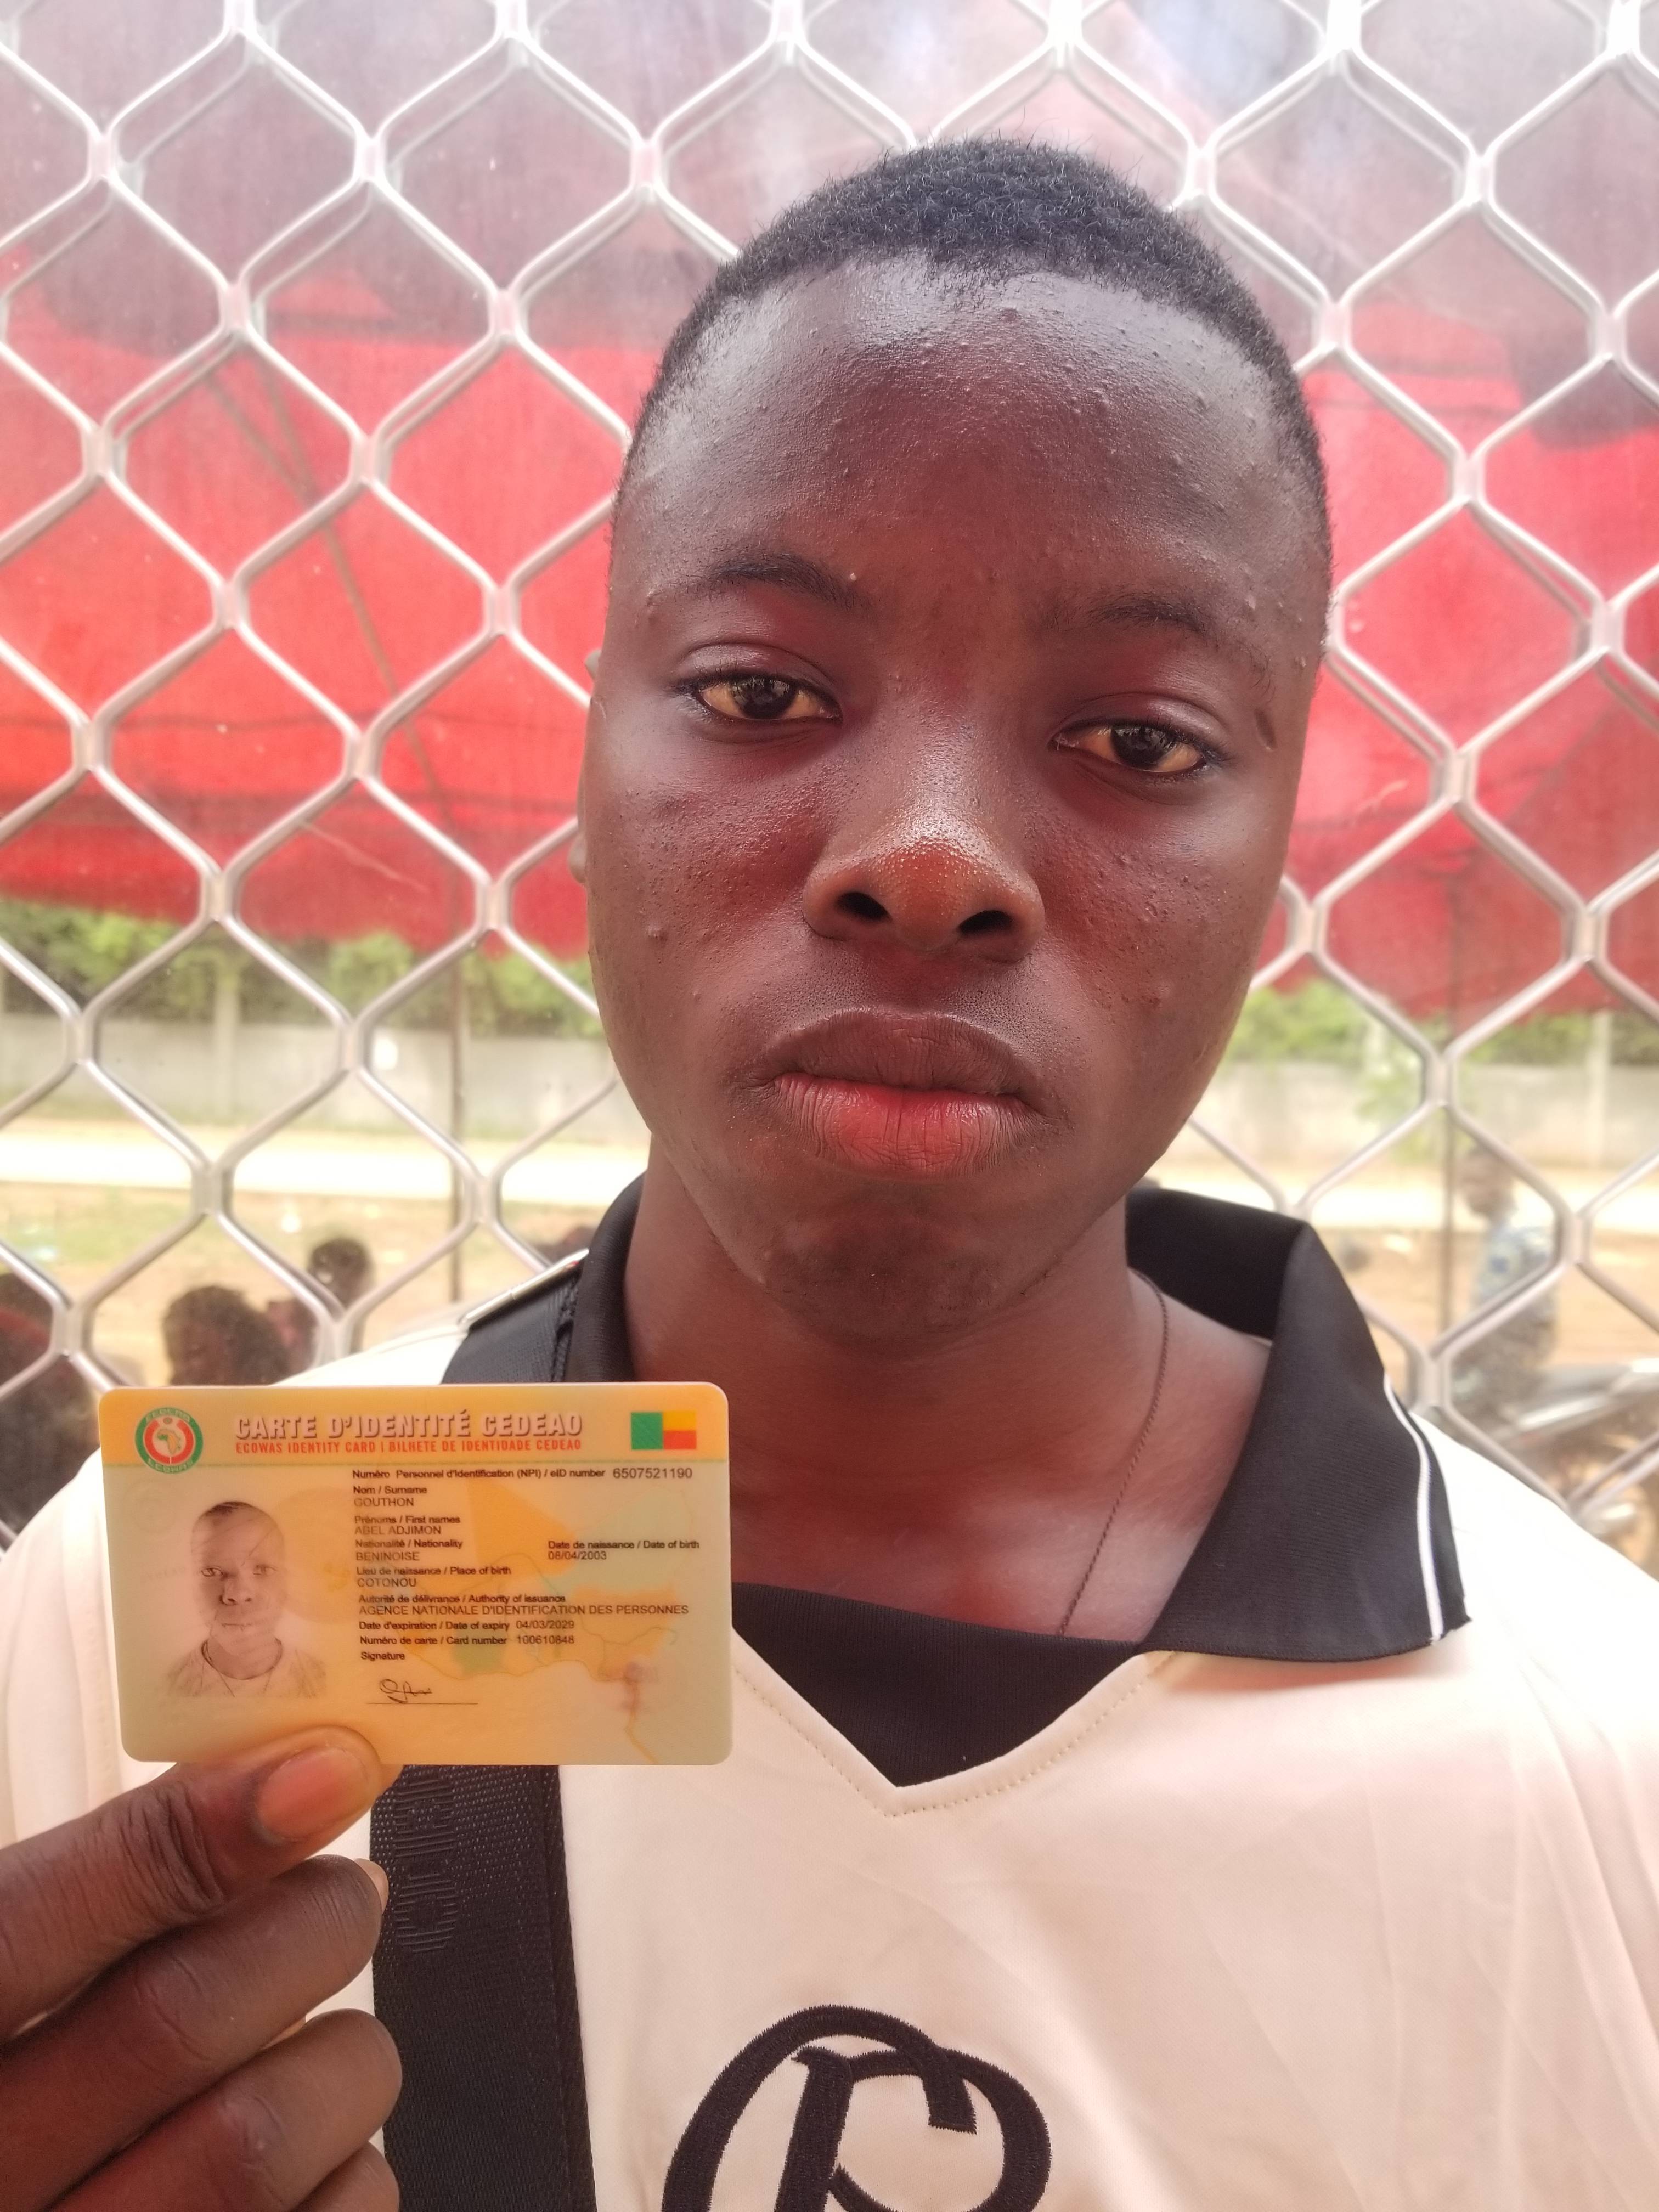 CARTE D'IDENTITÉ CEDEAO
ECOWAS IDENTITY CARD | BILHETE DE IDENTIDADE CEDEAO
Numéro Personnel d'Identification (NPI) / eID number 6507521190
Nom / Surname
GOUTHON
Prénoms / First names
ABEL ADJIMON
Nationalité / Nationality
BENINOISE
Date de naissance / Date of birth
08/04/2003
Lieu de naissance / Place of birth
COTONOU
Autorité de délivrance / Authority of issuance
AGENCE NATIONALE D'IDENTIFICATION DES PERSONNES
Date d'expiration / Date of expiry 04/03/2029
Numéro de carte / Card number 100610848
Signature